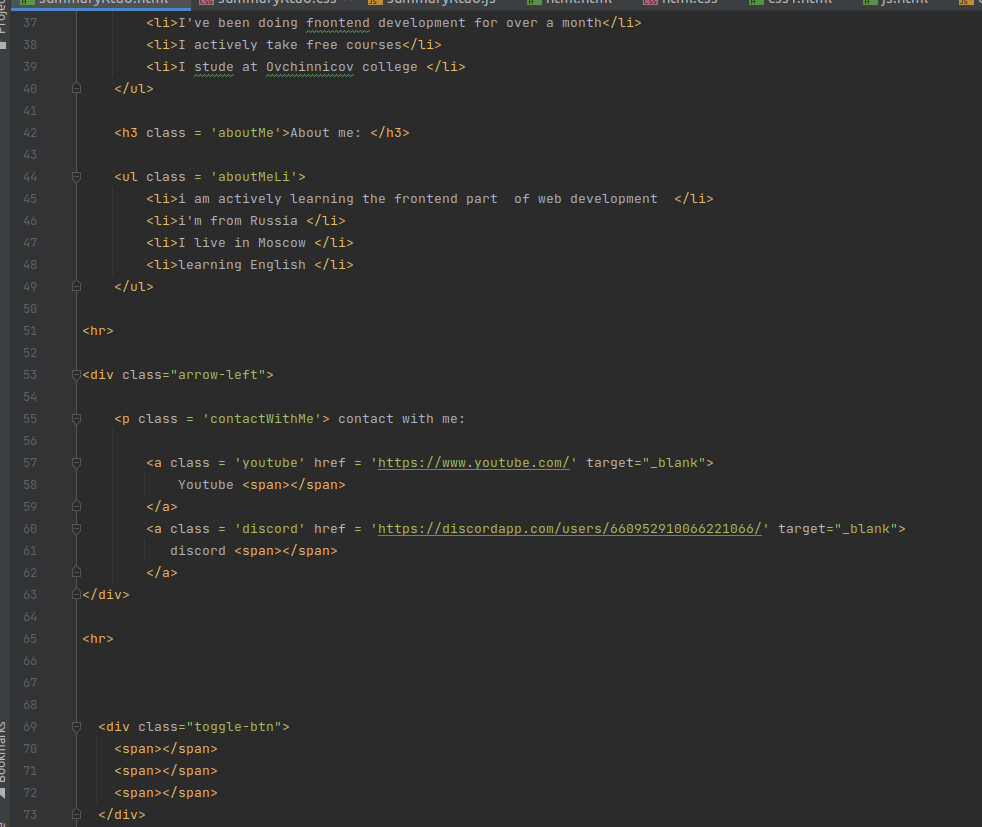 37 <li>I've been doing fnontend development for over a month</li>
38 <li>I actively take free courses</li>
39 <li>I stude at Ovchinnicov college </li>
40 </ul>
41
42 <h3 class = 'aboutMe'>About me: </h3>
43
44 <ul class = 'aboutMeLi'>
45 <li>i am actively learning the frontend part  of web development  </li>
46 <li>i'm from Russia </li>
47 <li>I live in Moscow </li>
48 <li>learning English </li>
49 </ul>
50
51 <hr>
52
53 <div class="arrow-left">
54
55 <p class = 'contactWithMe'> contact with me:
56
57 <a class = 'youtube' href = 'https://www.youtube.com/' target="_blank">
58 Youtube <span></span>
59 </a>
60 <a class = 'discord' href = 'https://discordapp.com/users/660952910066221066/' target="_blank">
61 discord <span></span>
62 </a>
63 </div>
64
65 <hr>
66
67
68
69 <div class="toggle-btn">
70 <span></span>
71 <span></span>
72 <span></span>
73 </div>
Bookmarks